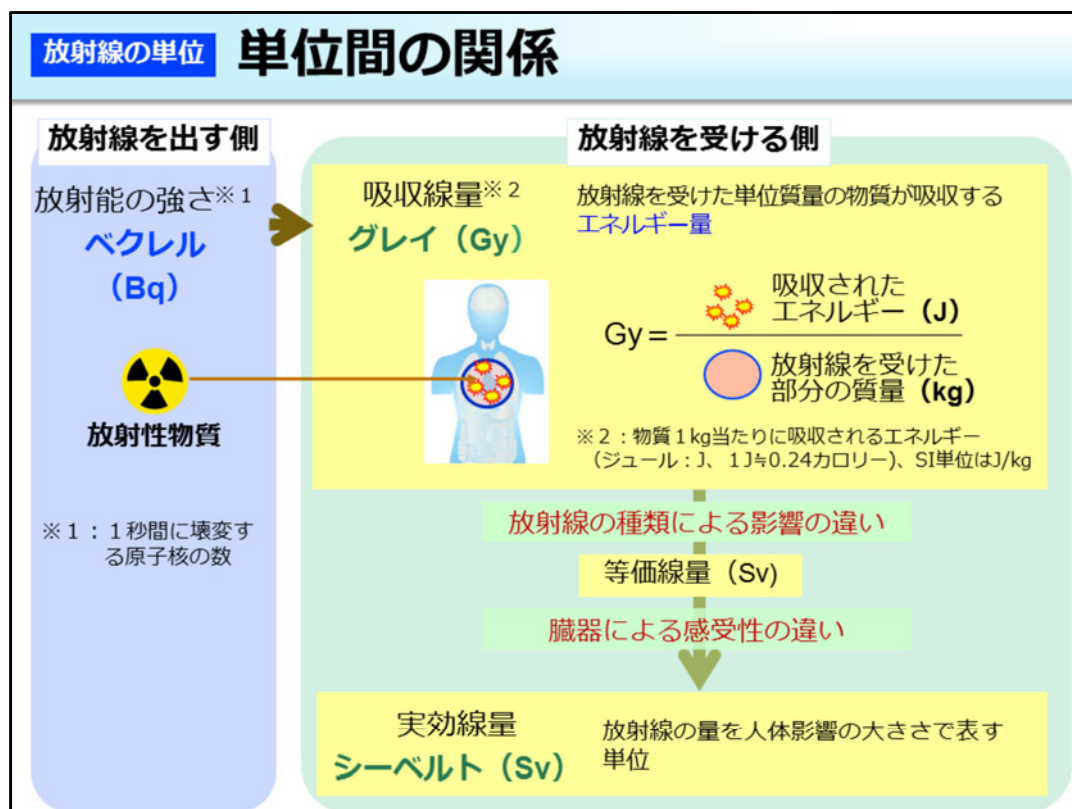 放射線の単位 単位間の関係
放射線を出す側
放射能の強さ※１
ベクレル
（Bq）
放射性物質
※１：１秒間に壊変す
る原子核の数
放射線を受ける側
吸収線量※２
グレイ（Gy）
放射線を受けた単位質量の物質が吸収する
エネルギー量
Gy＝
吸収された
エネルギー（J）
放射線を受けた
部分の質量（kg）
※２：物質１kg当たりに吸収されるエネルギー
（ジュール：J、１J≒0.24カロリー）、SI単位はJ/kg
放射線の種類による影響の違い
等価線量（Sv)
臓器による感受性の違い
実効線量
シーベルト（Sv）
放射線の量を人体影響の大きさで表す
単位